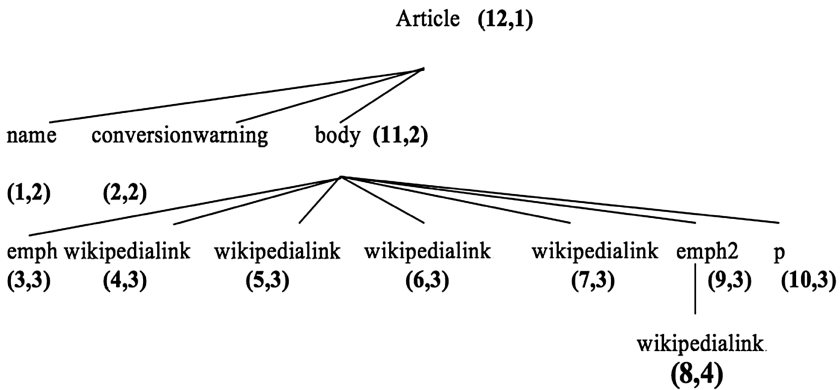 Article (12,1)
name conversionwarning body (11,2)
(1,2) (2,2)
emph wikipedialink wikipedialink wikipedialink wikipedialink emph2 p
(3,3) (4,3) (5,3) (6,3) (7,3) (9,3) (10,3)
wikipedialink
(8,4)